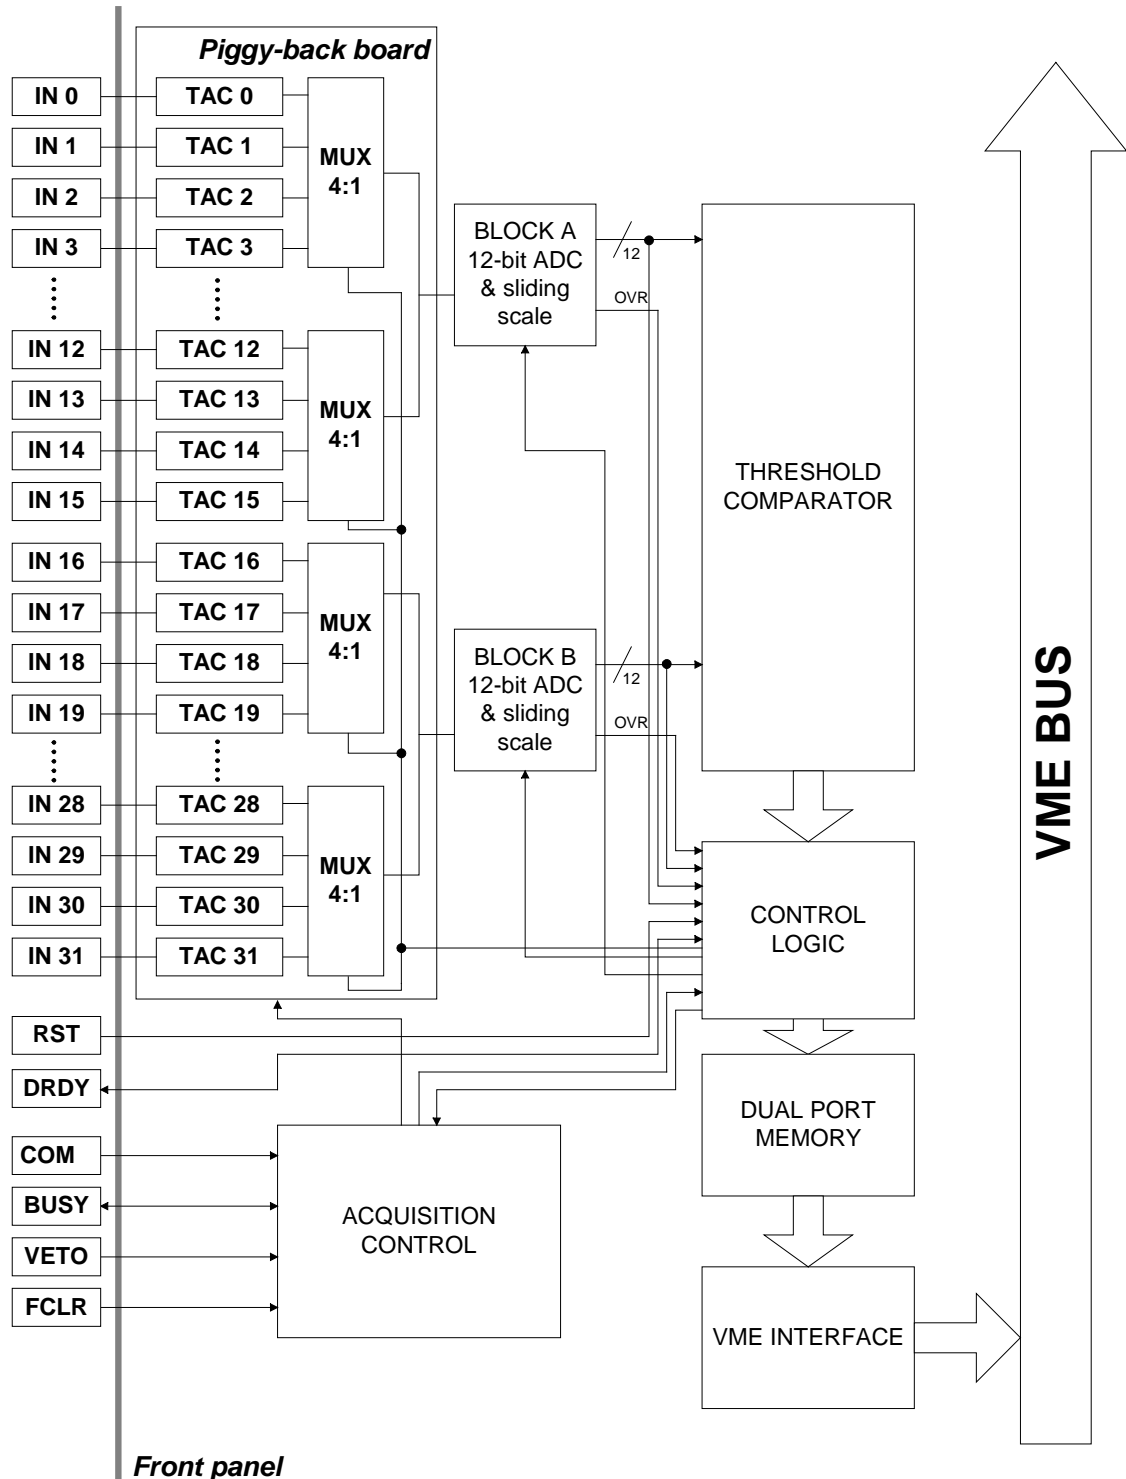 Piggy-back board
IN 0
TAC 0
IN 1
TAC 1
IN 2
TAC 2
IN 3
TAC 3
MUX
4:1
IN 12
TAC 12
IN 13
TAC 13
IN 14
TAC 14
IN 15
TAC 15
MUX
4:1
IN 16
TAC 16
IN 17
TAC 17
IN 18
TAC 18
IN 19
TAC 19
MUX
4:1
IN 28
TAC 28
IN 29
TAC 29
IN 30
TAC 30
IN 31
TAC 31
MUX
4:1
BLOCK A
12-bit ADC
& sliding
scale
12
OVR
BLOCK B
12-bit ADC
& sliding
scale
12
OVR
THRESHOLD
COMPARATOR
CONTROL
LOGIC
DUAL PORT
MEMORY
VME INTERFACE
VME BUS
RST
DRDY
COM
BUSY
VETO
FCLR
ACQUISITION
CONTROL
Front panel